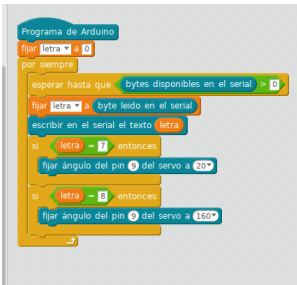 Programa de Arduino
fijar letra a 0
por siempre
esperar hasta que bytes disponibles en el serial > 0
fijar letra a byte leido en el serial
escribir en el serial el texto letra
si letra = 7 entonces
fijar ángulo del pin 9 del servo a 20
si letra = 8 entonces
fijar ángulo del pin 9 del servo a 160